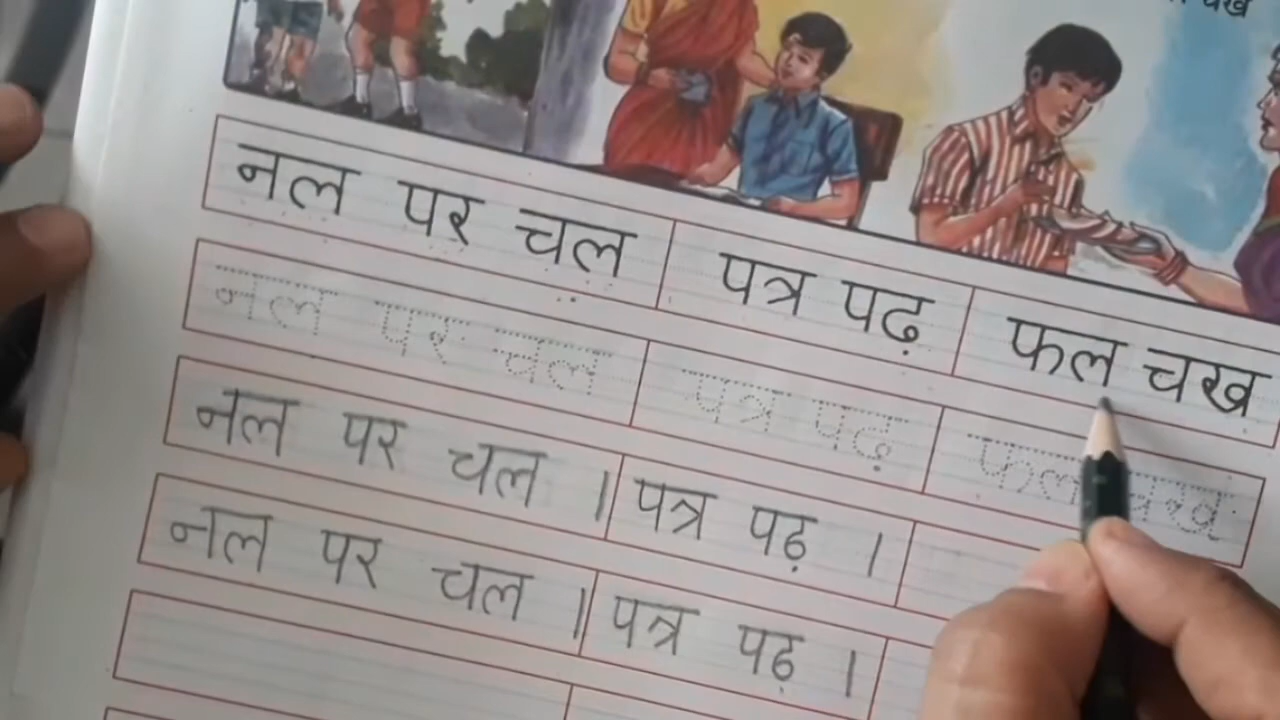 चख
नल पर चल पत्र पढ़ फल चख
नल पर चल पत्र पढ़ फल चख
नल पर चल । पत्र पढ़ ।
नल पर चल । पत्र पढ़ ।